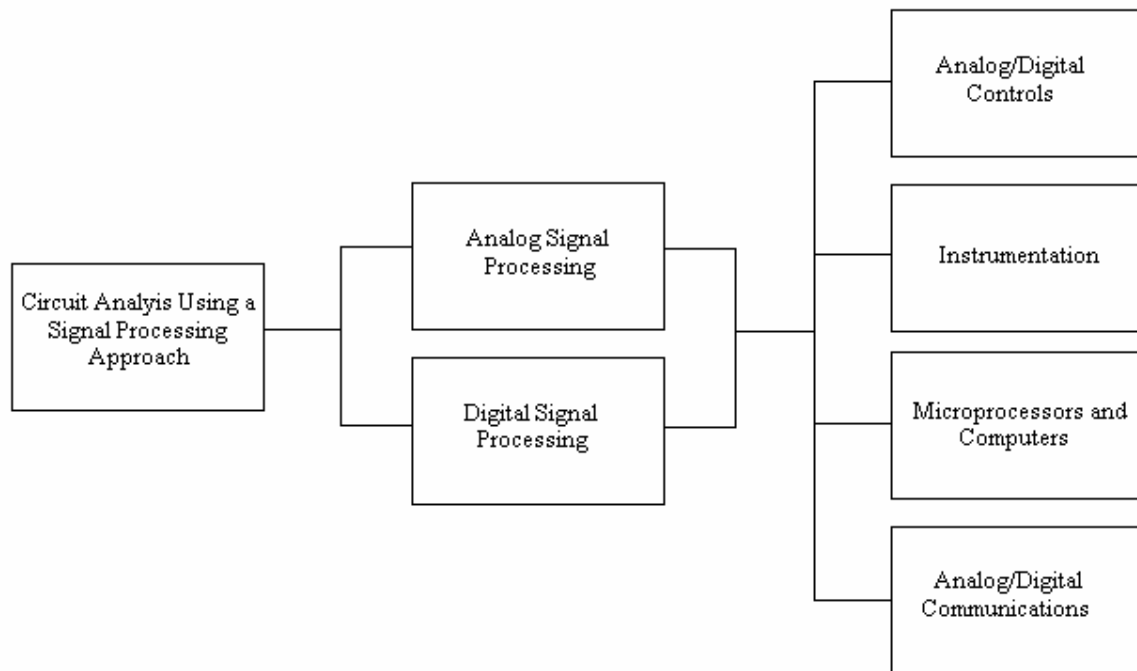 Circuit Analyis Using a
Signal Processing
Approach
Analog Signal
Processing
Digital Signal
Processing
Analog/Digital
Controls
Instrumentation
Microprocessors and
Computers
Analog/Digital
Communications